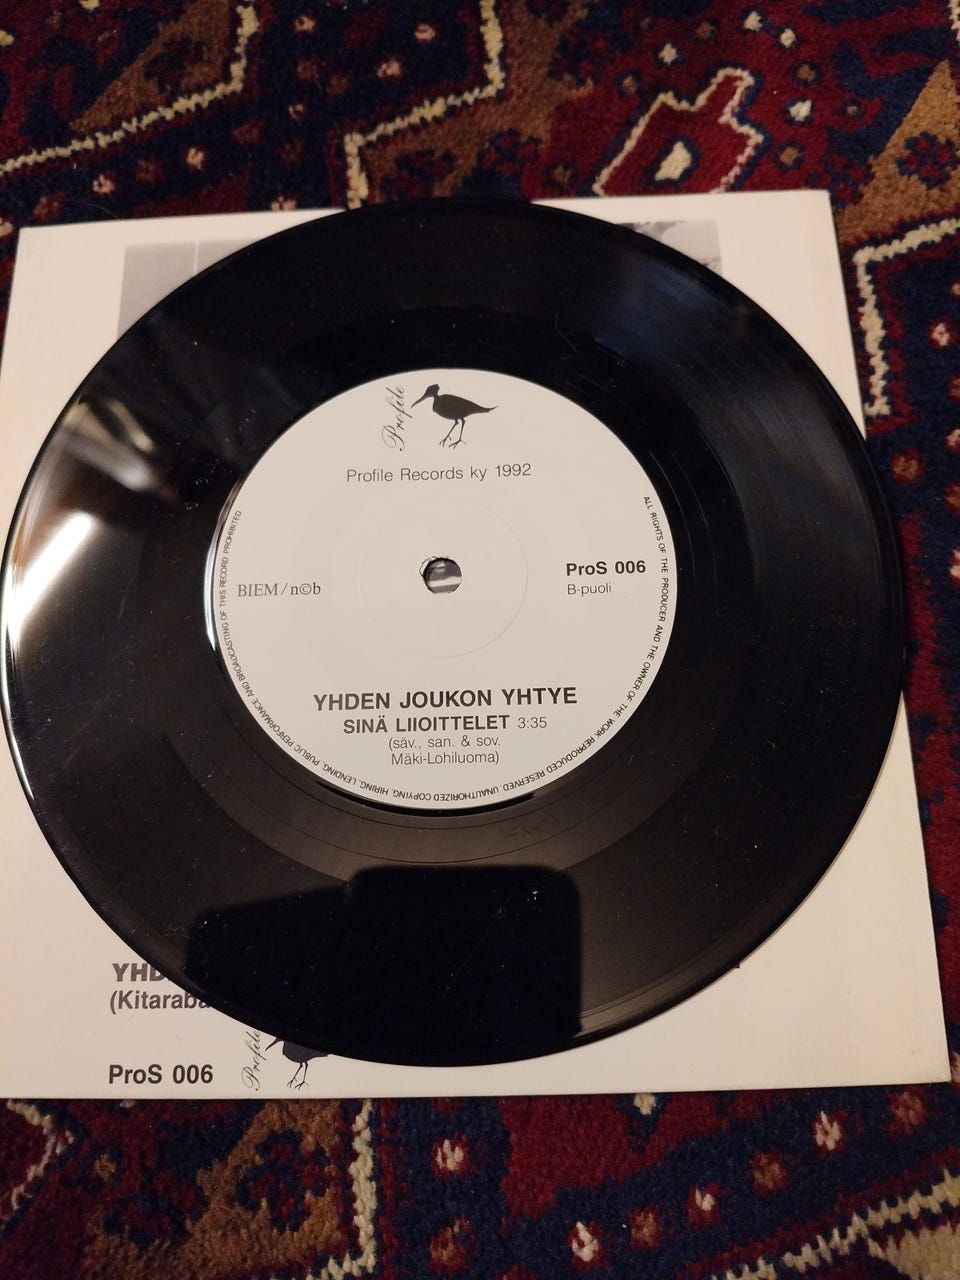 Profile
Profile Records ky 1992
BIEM/n©b
ProS 006
B-puoli
YHDEN JOUKON YHTYE
SINÄ LIIOITTELET 3:35
(säv., san. & sov.
Mäki-Lohiluoma)
ALL RIGHTS OF THE PRODUCER AND THE OWNER OF THE WORK REPRODUCED RESERVED. UNAUTHORIZED COPYING, HIRING, LENDING, PUBLIC PERFORMANCE AND BROADCASTING OF THIS RECORD PROHIBITED
YHD
(Kitaraba
ProS 006
Profile